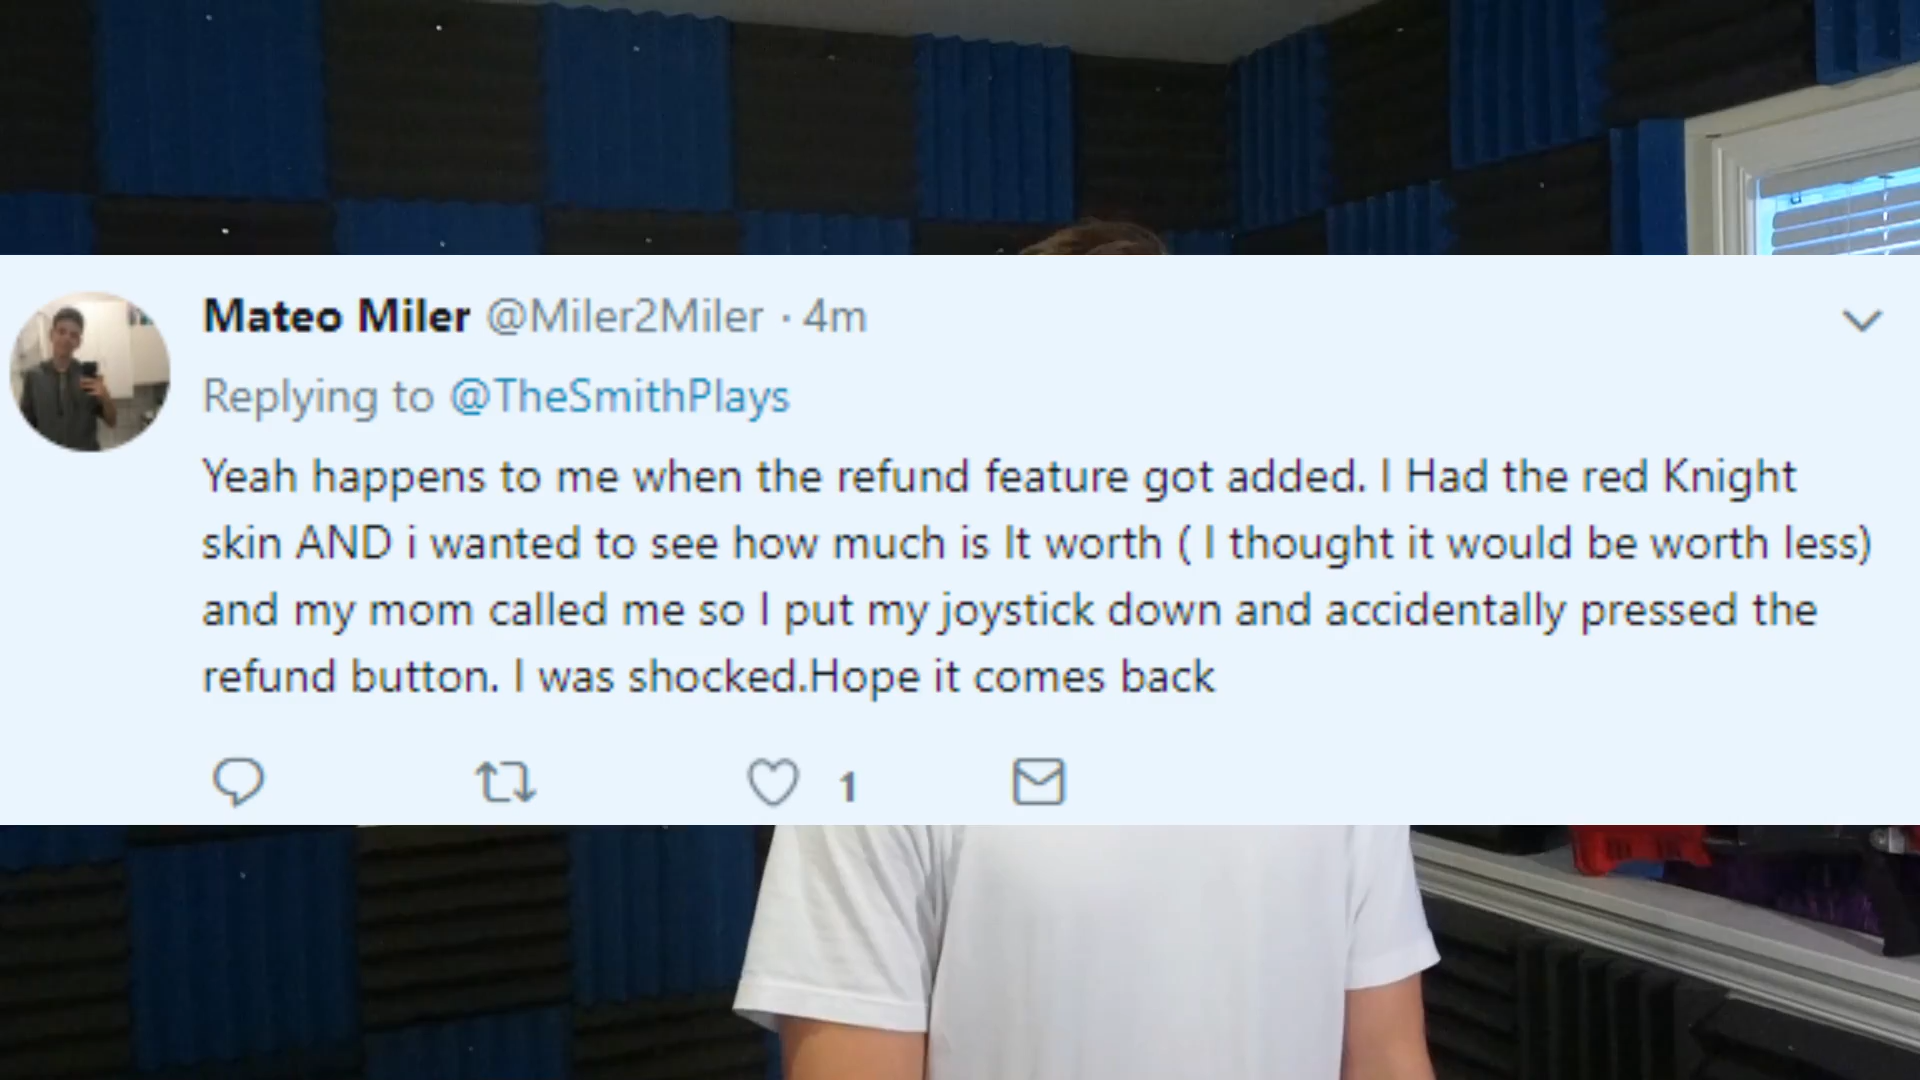 Mateo Miler @Miler2Miler · 4m
Replying to @TheSmithPlays
Yeah happens to me when the refund feature got added. I Had the red Knight
skin AND i wanted to see how much is It worth ( I thought it would be worth less)
and my mom called me so I put my joystick down and accidentally pressed the
refund button. I was shocked.Hope it comes back
1